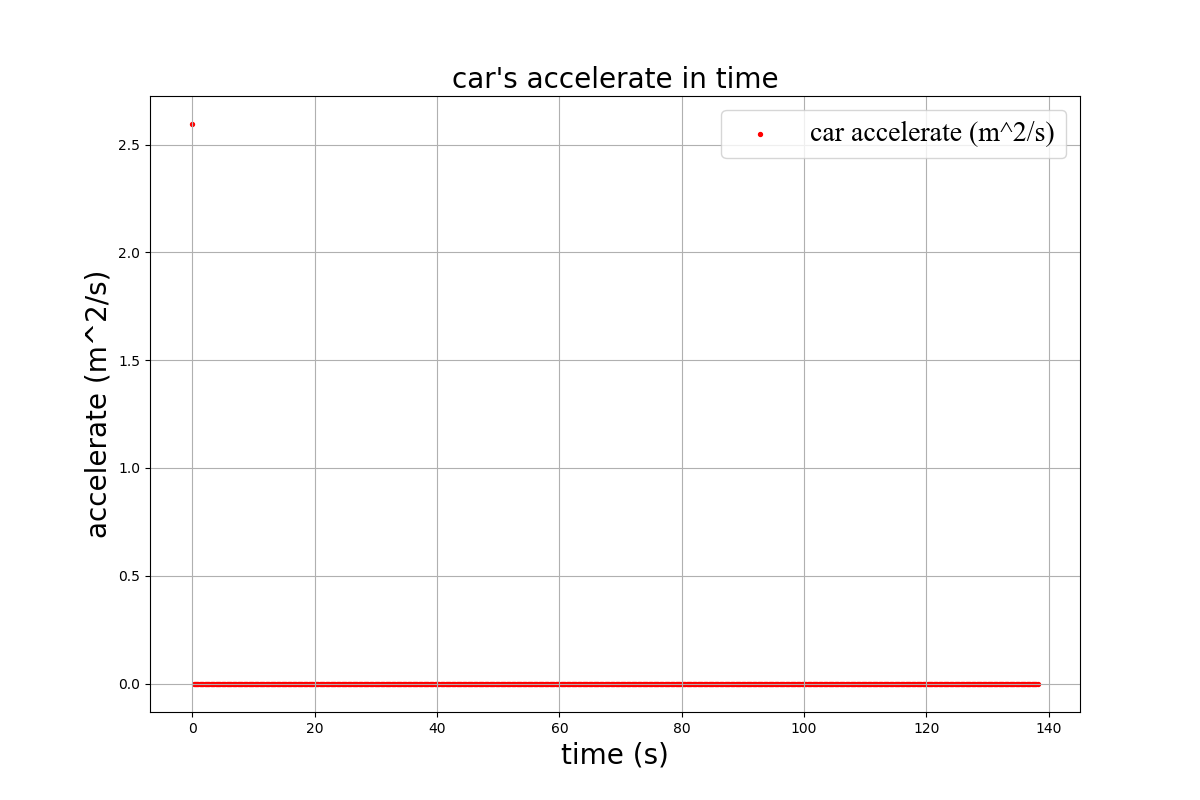 car's accelerate in time
car accelerate (m^2/s)
accelerate (m^2/s)
2.5
2.0
1.5
1.0
0.5
0.0
0 20 40 60 80 100 120 140
time (s)